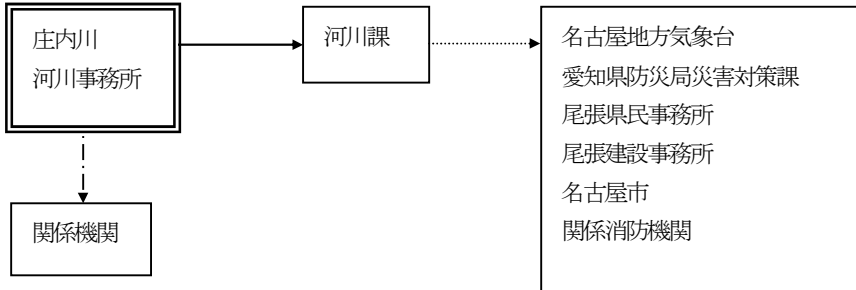 庄内川
河川事務所
河川課
名古屋地方気象台
愛知県防災局災害対策課
尾張県民事務所
尾張建設事務所
名古屋市
関係消防機関
関係機関